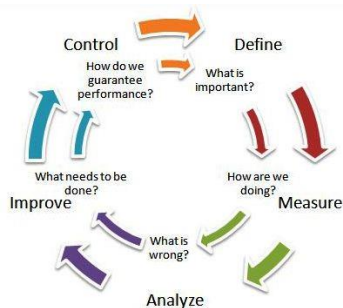 Control
Define
How do we
guarantee
performance?
What is
important?
How are we
doing?
Measure
What is
wrong?
Analyze
What needs to be
done?
Improve